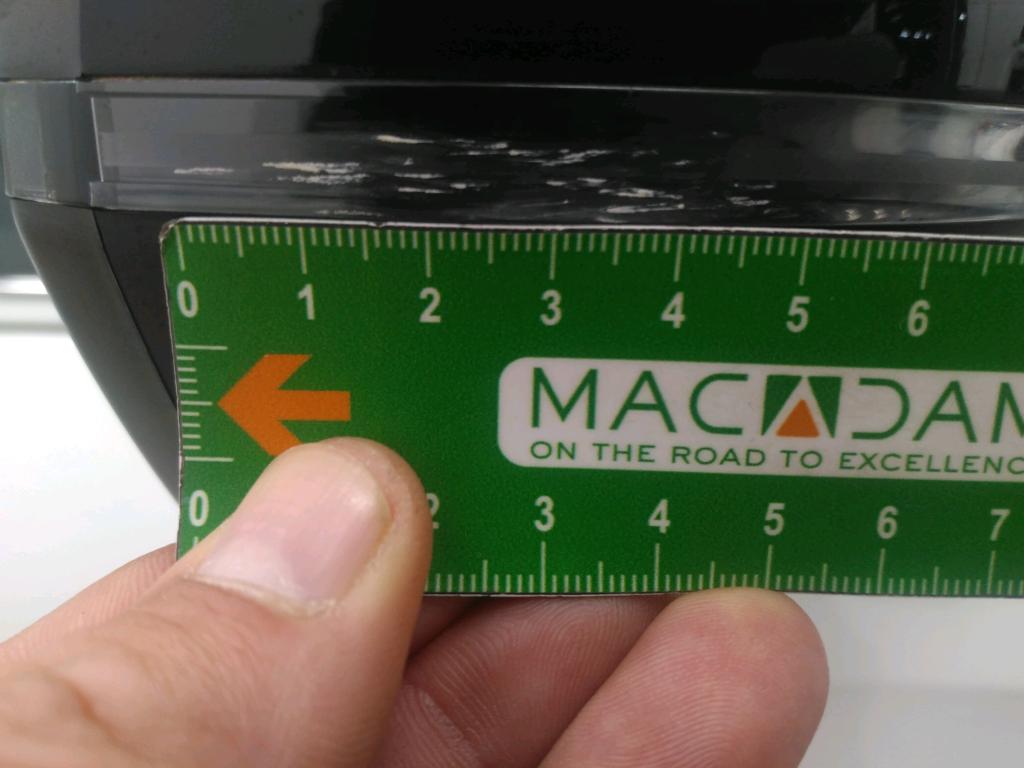 0 1 2 3 4 5 6
MACADAM
ON THE ROAD TO EXCELLENC
0 2 3 4 5 6 7